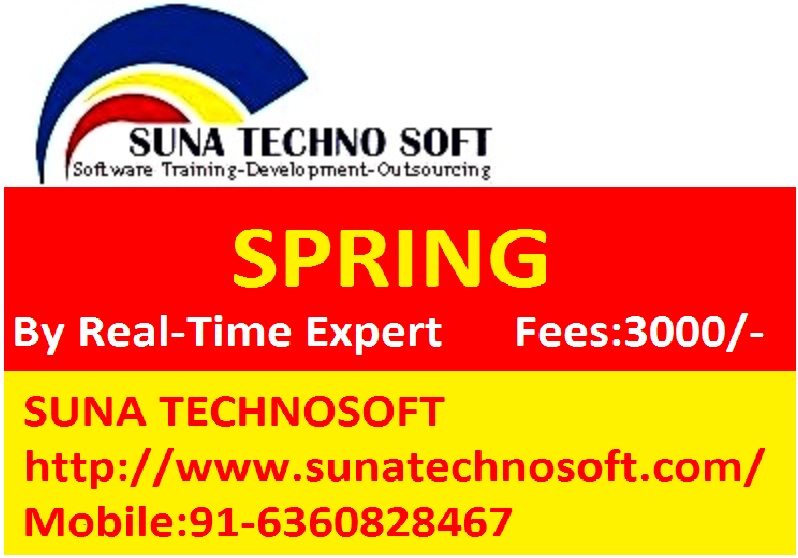 SUNA TECHNO SOFT
Software Training-Development-Outsourcing
SPRING
By Real-Time Expert Fees:3000/-
SUNA TECHNOSOFT
http://www.sunatechnosoft.com/
Mobile:91-6360828467